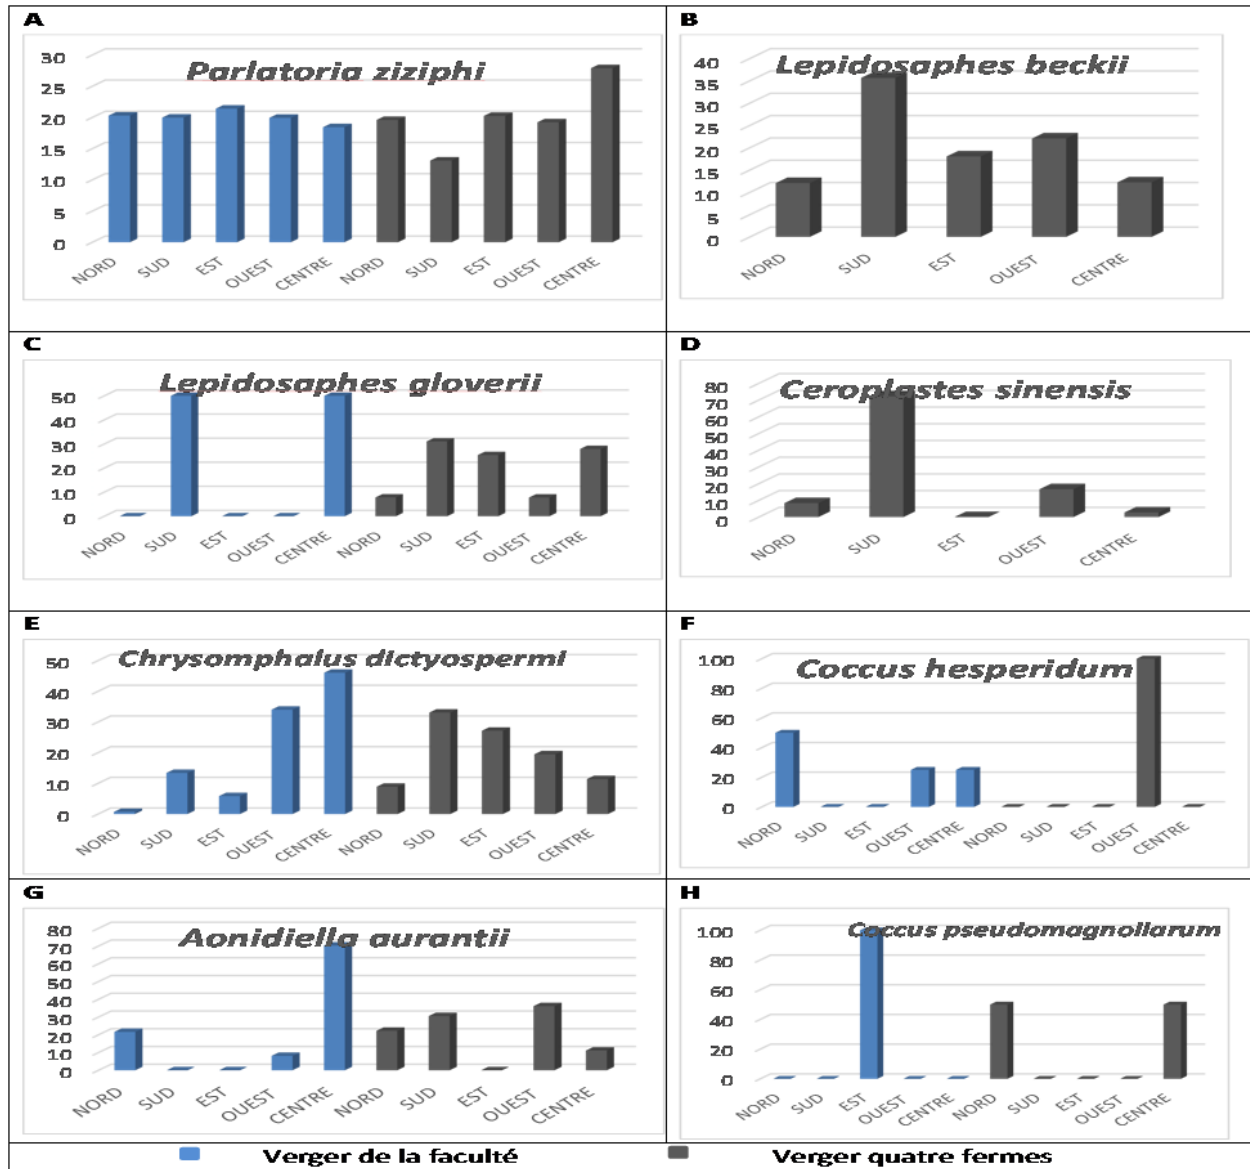 A
Parlatoria ziziphi
30
25
20
15
10
5
0
NORD SUD EST OUEST CENTRE NORD SUD EST OUEST CENTRE
B
Lepidosaphes beckii
40
35
30
25
20
15
10
5
0
NORD SUD EST OUEST CENTRE
C
Lepidosaphes gloverii
50
40
30
20
10
0
NORD SUD EST OUEST CENTRE NORD SUD EST OUEST CENTRE
D
Ceroplastes sinensis
80
70
60
50
40
30
20
10
0
NORD SUD EST OUEST CENTRE
E
Chrysomphalus dictyospermi
50
40
30
20
10
0
NORD SUD EST OUEST CENTRE NORD SUD EST OUEST CENTRE
F
Coccus hesperidum
100
80
60
40
20
0
NORD SUD EST OUEST CENTRE NORD SUD EST OUEST CENTRE
G
Aonidiella aurantii
80
70
60
50
40
30
20
10
0
NORD SUD EST OUEST CENTRE NORD SUD EST OUEST CENTRE
H
Coccus pseudomagnoliarum
100
80
60
40
20
0
NORD SUD EST OUEST CENTRE NORD SUD EST OUEST CENTRE
Verger de la faculté
Verger quatre fermes